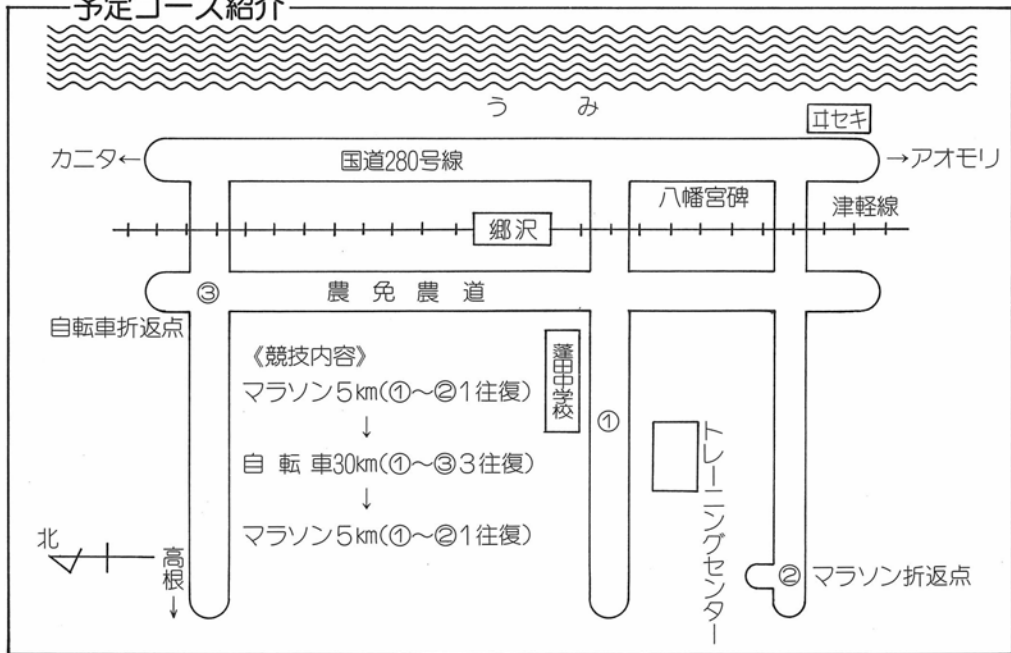 予定コース紹介
うみ
ヰセキ
カニタ←
国道280号線
→アオモリ
八幡宮碑
津軽線
郷沢
③
農免農道
自転車折返点
《競技内容》
マラソン5km(①〜②1往復)
↓
自転車30km(①〜③3往復)
↓
マラソン5km(①〜②1往復)
蓬田中学校
①
トレーニングセンター
北
高根
↓
②
マラソン折返点